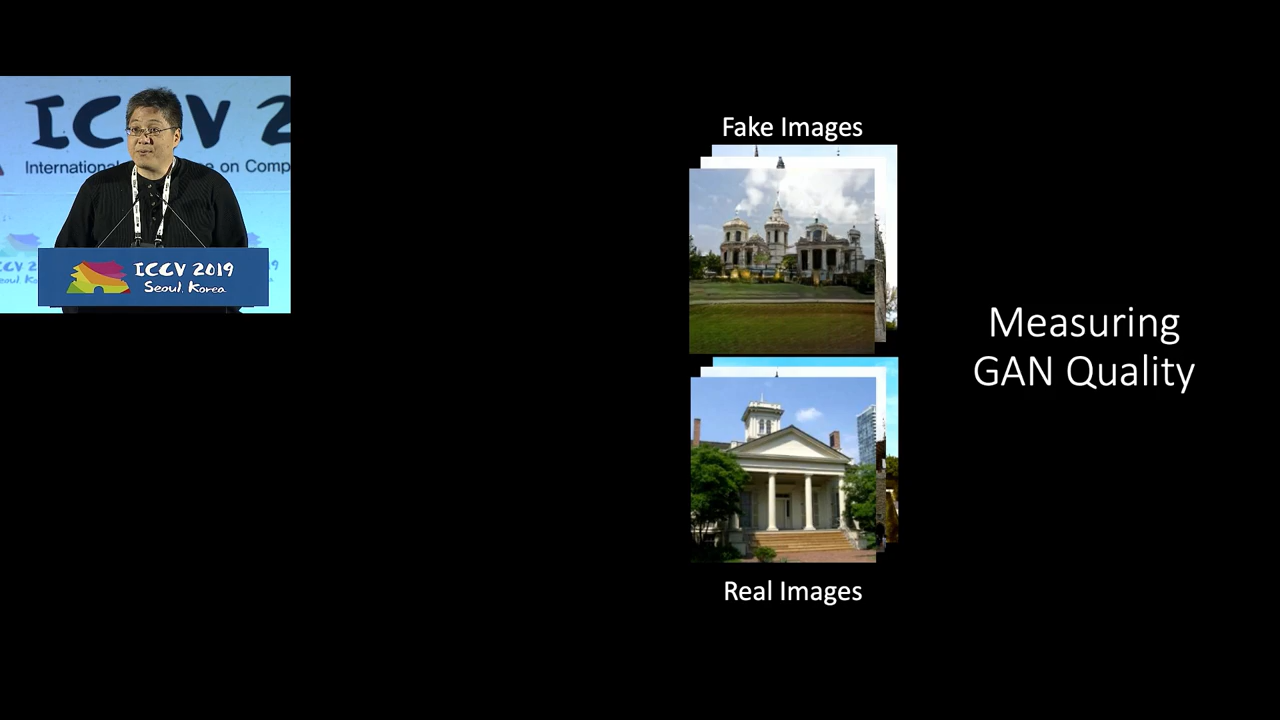 ICCV 2
International e on Comp
ICCV 2019
Seoul, Korea
Fake Images
Real Images
Measuring
GAN Quality